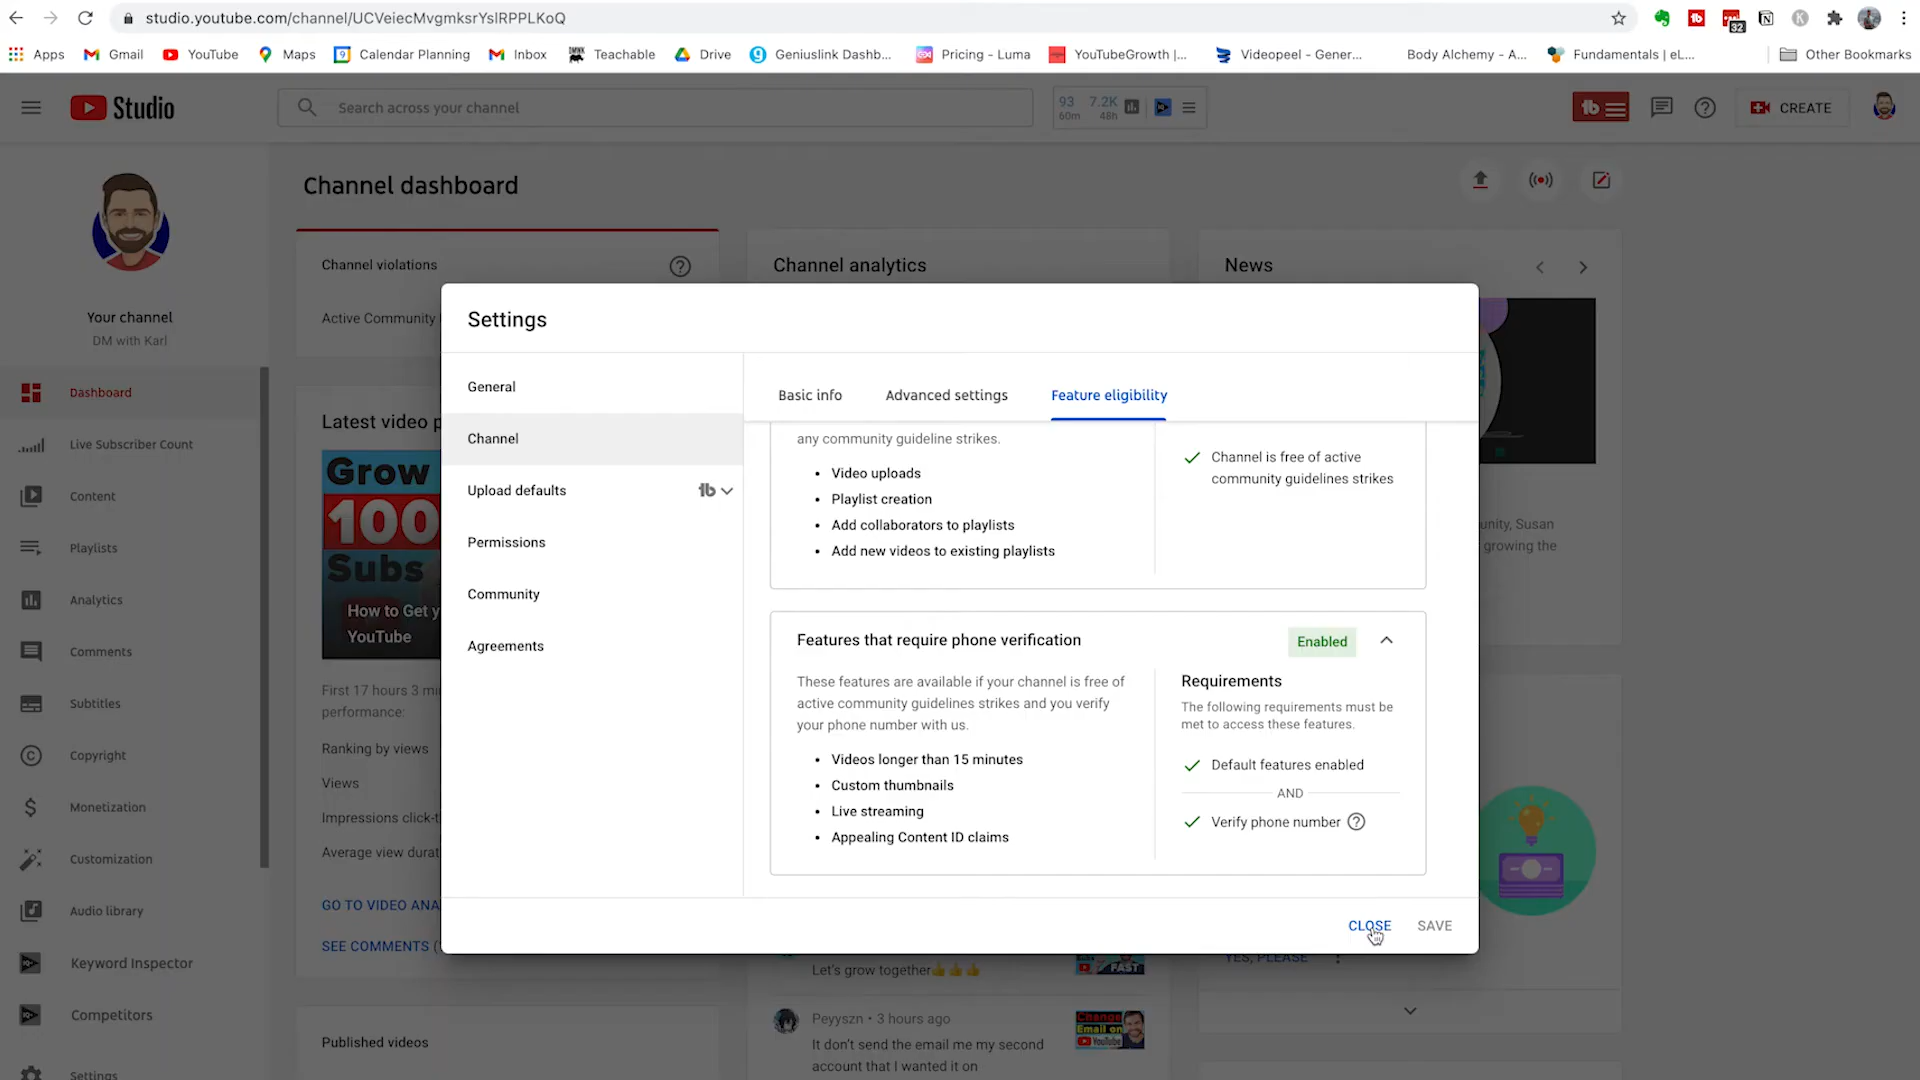 studio.youtube.com/channel/UCVeiecMvgmksrYslRPPLKoQ
32
Apps
Gmail
YouTube
Maps
Calendar Planning
Inbox
Teachable
Drive
Geniuslink Dashb...
Pricing - Luma
YouTubeGrowth |...
Videopeel - Gener...
Body Alchemy - A...
Fundamentals | eL...
Other Bookmarks
Studio
Search across your channel
93
60m
7.2K
48h
tb
CREATE
Your channel
DM with Karl
Dashboard
Live Subscriber Count
Content
Playlists
Analytics
Comments
Subtitles
Copyright
Monetization
Customization
Audio library
Keyword Inspector
Competitors
Settings
Channel dashboard
Channel violations
Active Community
Latest video p
Grow
100
Subs
How to Get y
YouTube
First 17 hours 3 mi
performance:
Ranking by views
Views
Impressions click-t
Average view durat
GO TO VIDEO ANA
SEE COMMENTS (
Published videos
Channel analytics
Let's grow together👍👍👍
FAST
Peyyszn • 3 hours ago
It don't send the email me my second
account that I wanted it on
Change
Email on
YouTube
News
unity, Susan
growing the
YES, PLEASE
Settings
General
Channel
Upload defaults
tb
Permissions
Community
Agreements
Basic info
Advanced settings
Feature eligibility
any community guideline strikes.
• Video uploads
• Playlist creation
• Add collaborators to playlists
• Add new videos to existing playlists
Channel is free of active
community guidelines strikes
Features that require phone verification
Enabled
These features are available if your channel is free of
active community guidelines strikes and you verify
your phone number with us.
• Videos longer than 15 minutes
• Custom thumbnails
• Live streaming
• Appealing Content ID claims
Requirements
The following requirements must be
met to access these features.
Default features enabled
AND
Verify phone number
CLOSE
SAVE